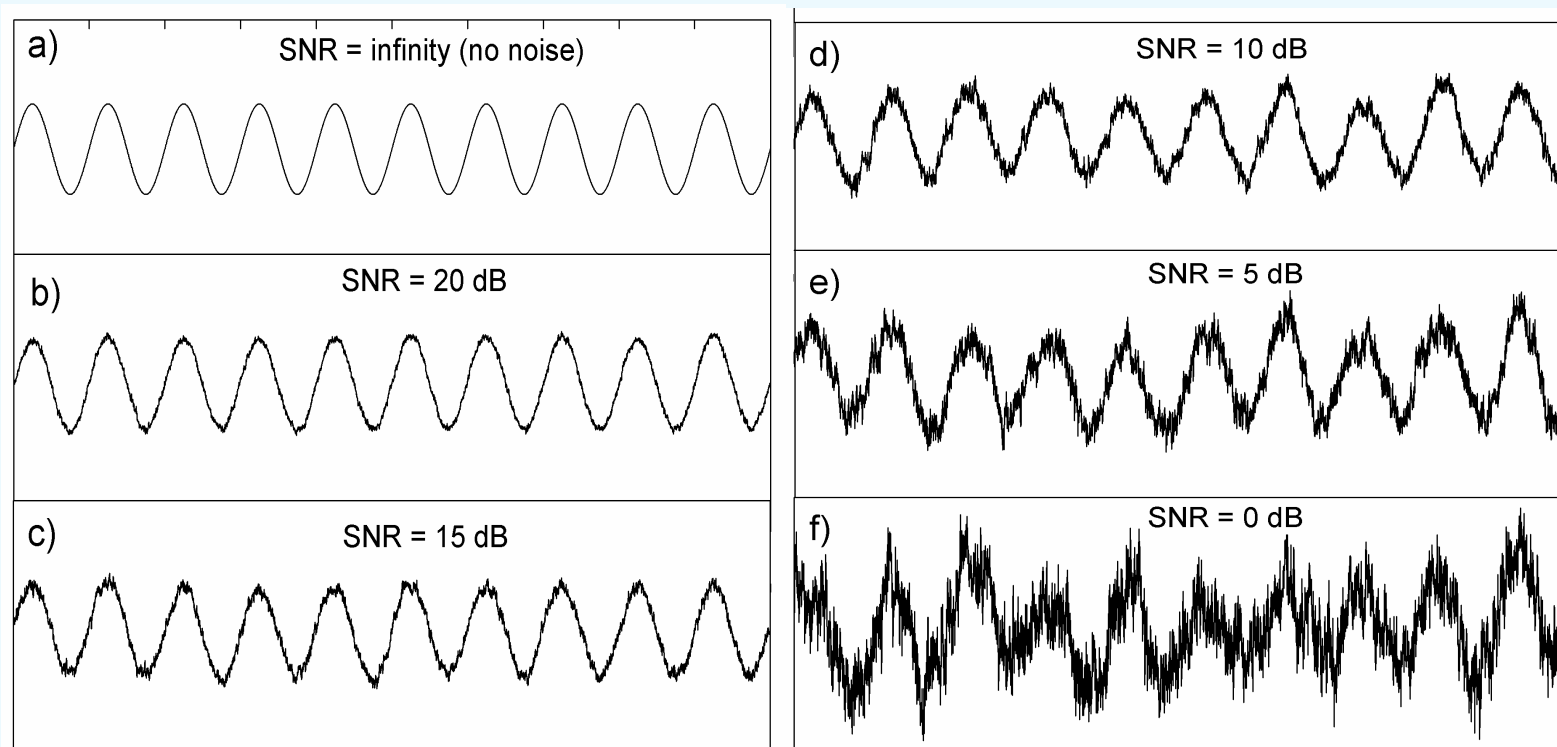 a)
SNR = infinity (no noise)
b)
SNR = 20 dB
c)
SNR = 15 dB
d)
SNR = 10 dB
e)
SNR = 5 dB
f)
SNR = 0 dB